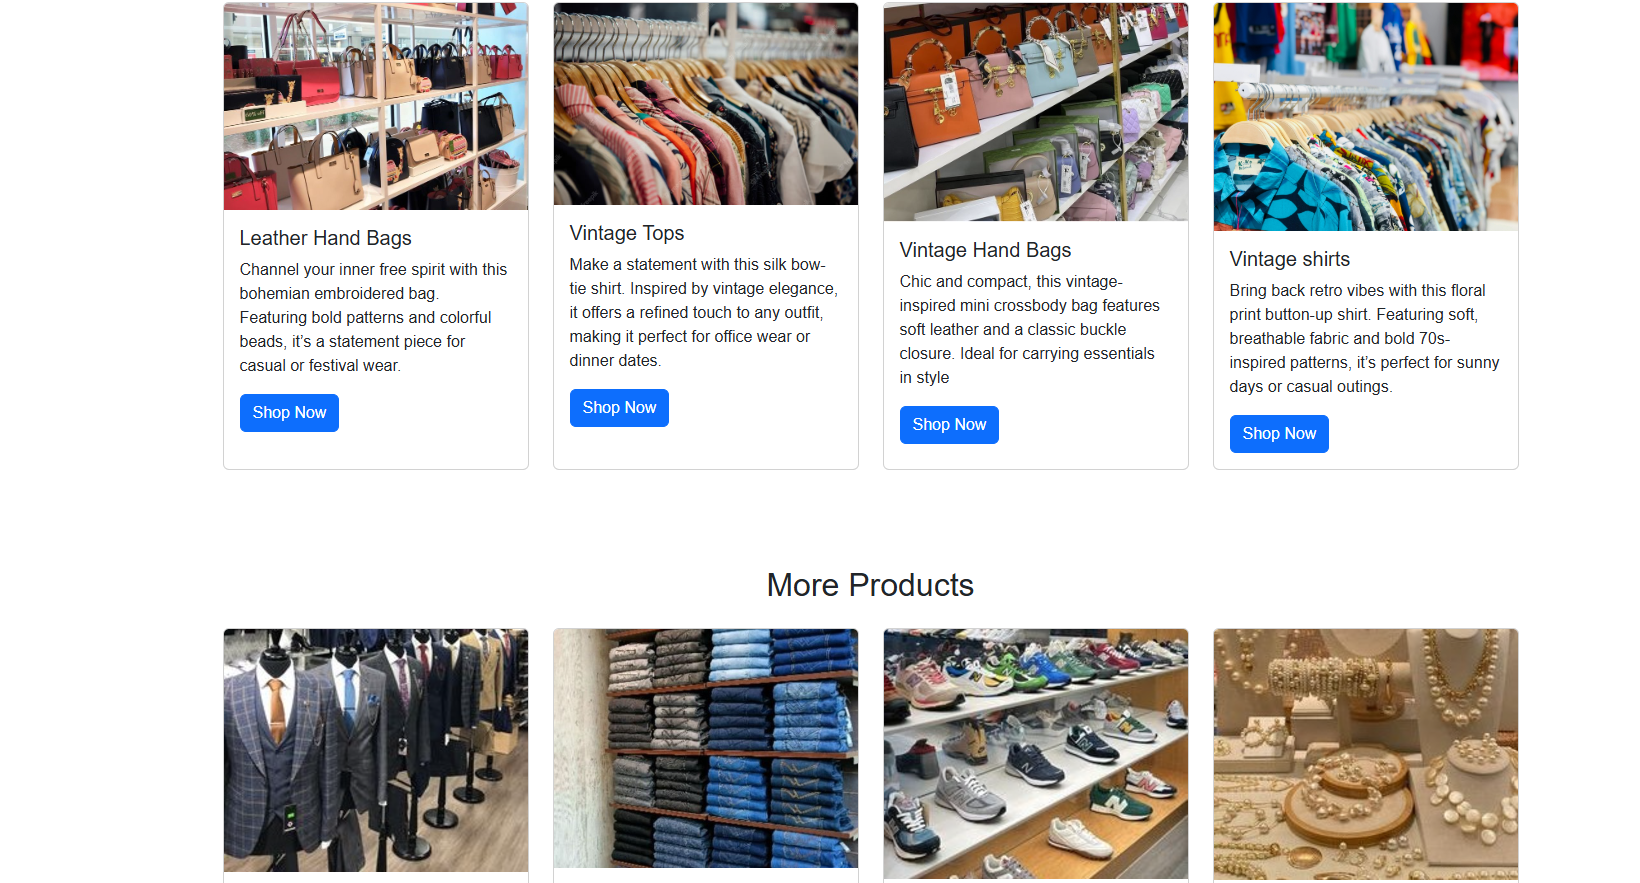 Leather Hand Bags
Channel your inner free spirit with this
bohemian embroidered bag.
Featuring bold patterns and colorful
beads, it’s a statement piece for
casual or festival wear.
Shop Now
Vintage Tops
Make a statement with this silk bow-
tie shirt. Inspired by vintage elegance,
it offers a refined touch to any outfit,
making it perfect for office wear or
dinner dates.
Shop Now
Vintage Hand Bags
Chic and compact, this vintage-
inspired mini crossbody bag features
soft leather and a classic buckle
closure. Ideal for carrying essentials
in style
Shop Now
Vintage shirts
Bring back retro vibes with this floral
print button-up shirt. Featuring soft,
breathable fabric and bold 70s-
inspired patterns, it’s perfect for sunny
days or casual outings.
Shop Now
More Products